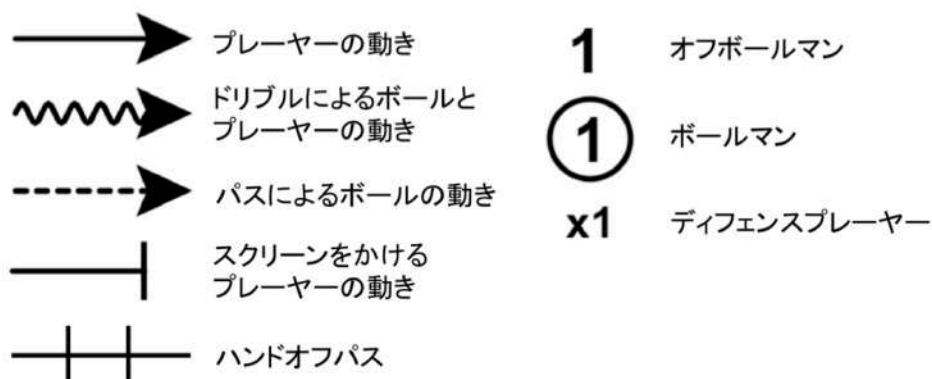 プレーヤーの動き
ドリブルによるボールと
プレーヤーの動き
パスによるボールの動き
スクリーンをかける
プレーヤーの動き
ハンドオフパス
1 オフボールマン
1 ボールマン
x1 ディフェンスプレーヤー